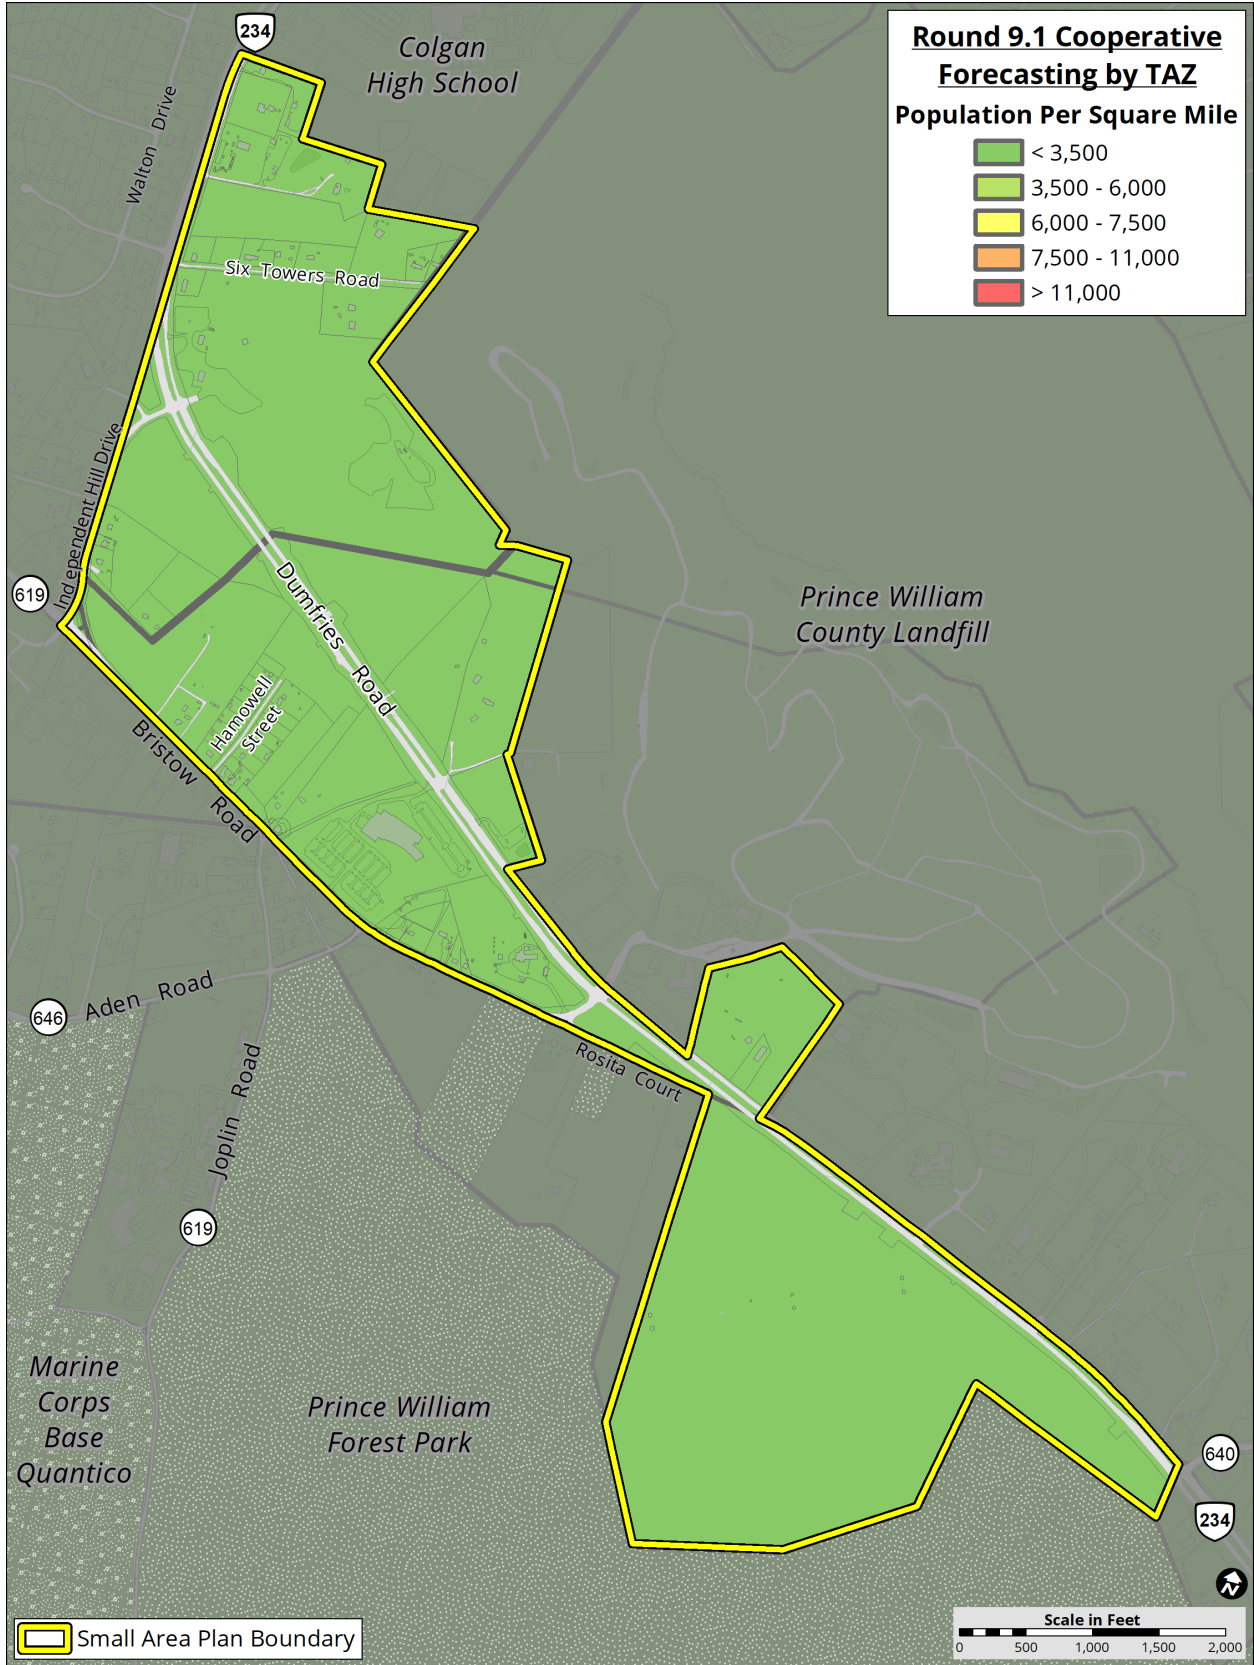 234
Colgan
High School
Round 9.1 Cooperative
Forecasting by TAZ
Population Per Square Mile
< 3,500
3,500 - 6,000
6,000 - 7,500
7,500 - 11,000
> 11,000
Walton Drive
Six Towers Road
Independent Hill Drive
619
Dumfries Road
Prince William
County Landfill
Hamowell
Street
Bristow Road
Aden Road
646
Rosita Court
Joplin Road
619
Marine
Corps
Base
Quantico
Prince William
Forest Park
640
234
N
Small Area Plan Boundary
Scale in Feet
0 500 1,000 1,500 2,000